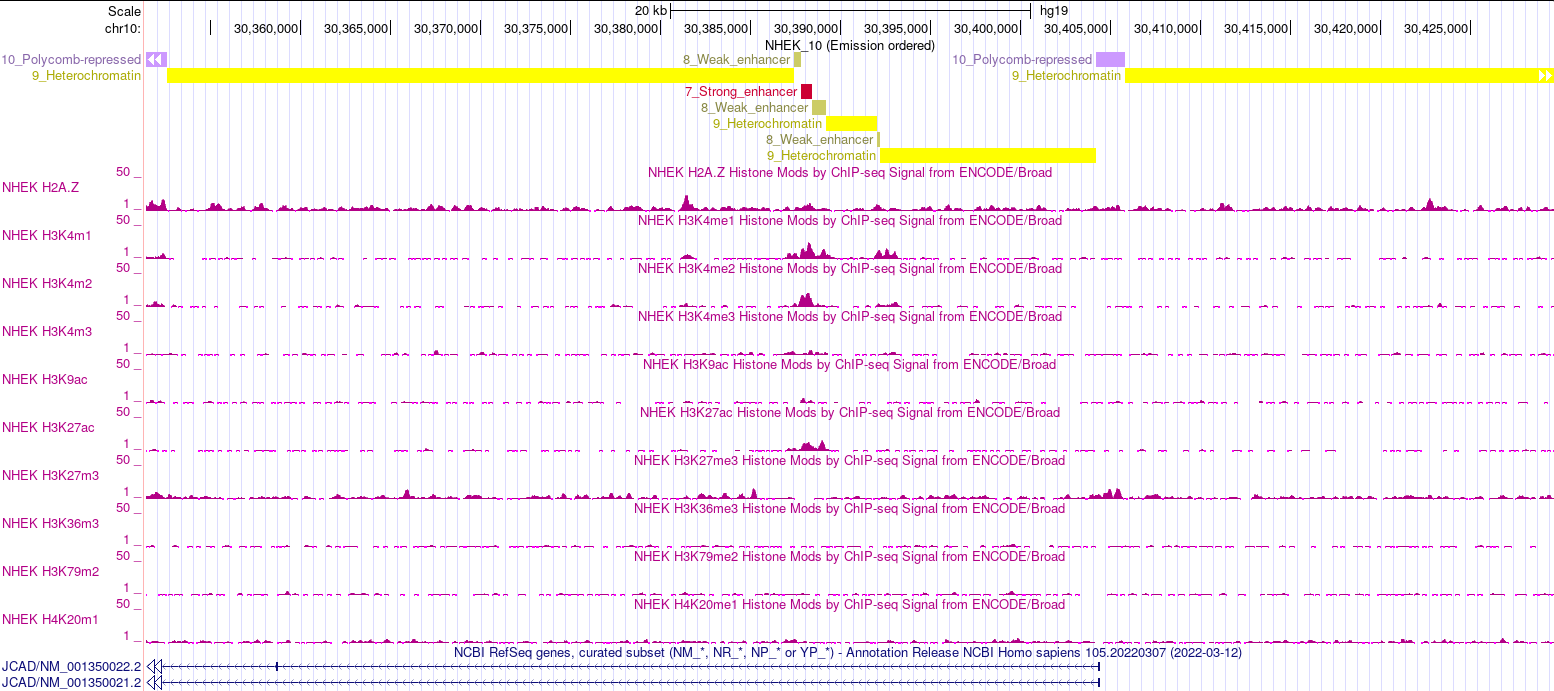 Scale 20 kb hg19
chr10: 30,360,000 30,365,000 30,370,000 30,375,000 30,380,000 30,385,000 30,390,000 30,395,000 30,400,000 30,405,000 30,410,000 30,415,000 30,420,000 30,425,000
NHEK_10 (Emission ordered)
10_Polycomb-repressed 8_Weak_enhancer 10_Polycomb-repressed
9_Heterochromatin 9_Heterochromatin
7_Strong_enhancer
8_Weak_enhancer
9_Heterochromatin
8_Weak_enhancer
9_Heterochromatin
NHEK H2A.Z Histone Mods by ChIP-seq Signal from ENCODE/Broad
50 _
NHEK H2A.Z
1 _
NHEK H3K4me1 Histone Mods by ChIP-seq Signal from ENCODE/Broad
50 _
NHEK H3K4m1
1 _
NHEK H3K4me2 Histone Mods by ChIP-seq Signal from ENCODE/Broad
50 _
NHEK H3K4m2
1 _
NHEK H3K4me3 Histone Mods by ChIP-seq Signal from ENCODE/Broad
50 _
NHEK H3K4m3
1 _
NHEK H3K9ac Histone Mods by ChIP-seq Signal from ENCODE/Broad
50 _
NHEK H3K9ac
1 _
NHEK H3K27ac Histone Mods by ChIP-seq Signal from ENCODE/Broad
50 _
NHEK H3K27ac
1 _
NHEK H3K27me3 Histone Mods by ChIP-seq Signal from ENCODE/Broad
50 _
NHEK H3K27m3
1 _
NHEK H3K36me3 Histone Mods by ChIP-seq Signal from ENCODE/Broad
50 _
NHEK H3K36m3
1 _
NHEK H3K79me2 Histone Mods by ChIP-seq Signal from ENCODE/Broad
50 _
NHEK H3K79m2
1 _
NHEK H4K20me1 Histone Mods by ChIP-seq Signal from ENCODE/Broad
50 _
NHEK H4K20m1
1 _
NCBI RefSeq genes, curated subset (NM_*, NR_*, NP_* or YP_*) - Annotation Release NCBI Homo sapiens 105.20220307 (2022-03-12)
JCAD/NM_001350022.2
JCAD/NM_001350021.2